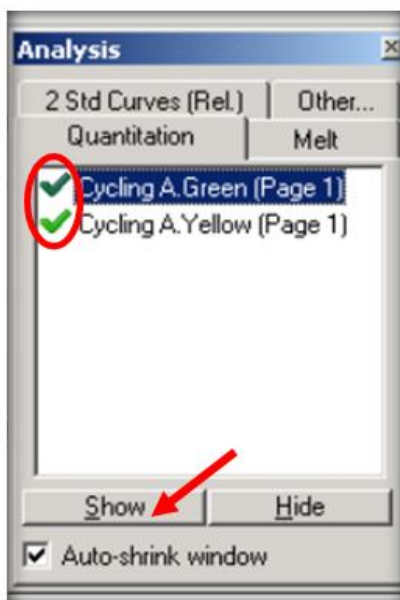 Analysis
2 Std Curves (Rel.) Other...
Quantitation Melt
Cycling A.Green (Page 1)
Cycling A.Yellow (Page 1)
Show Hide
Auto-shrink window